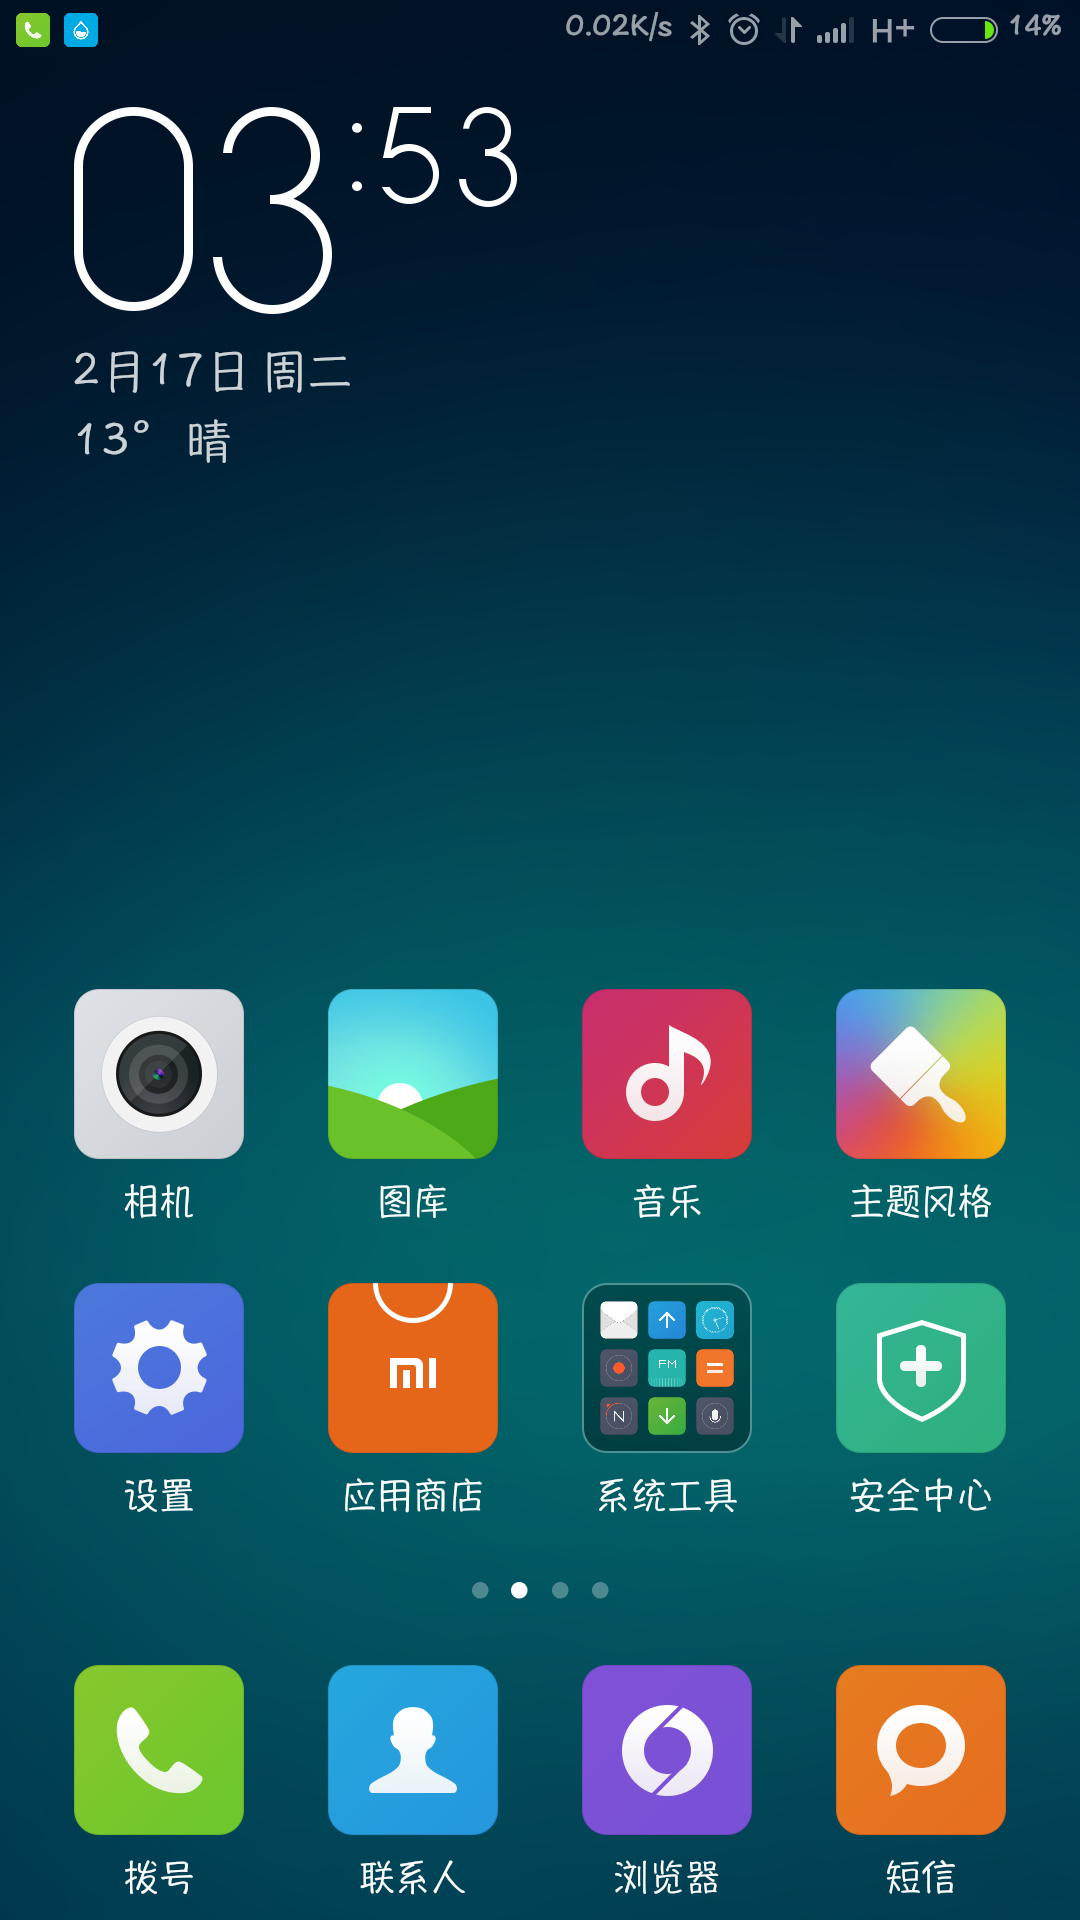 0.02K/s H+ 14%
03:53
2月17日 周二
13° 晴
相机 图库 音乐 主题风格
mi
FM
N
设置 应用商店 系统工具 安全中心
拨号 联系人 浏览器 短信